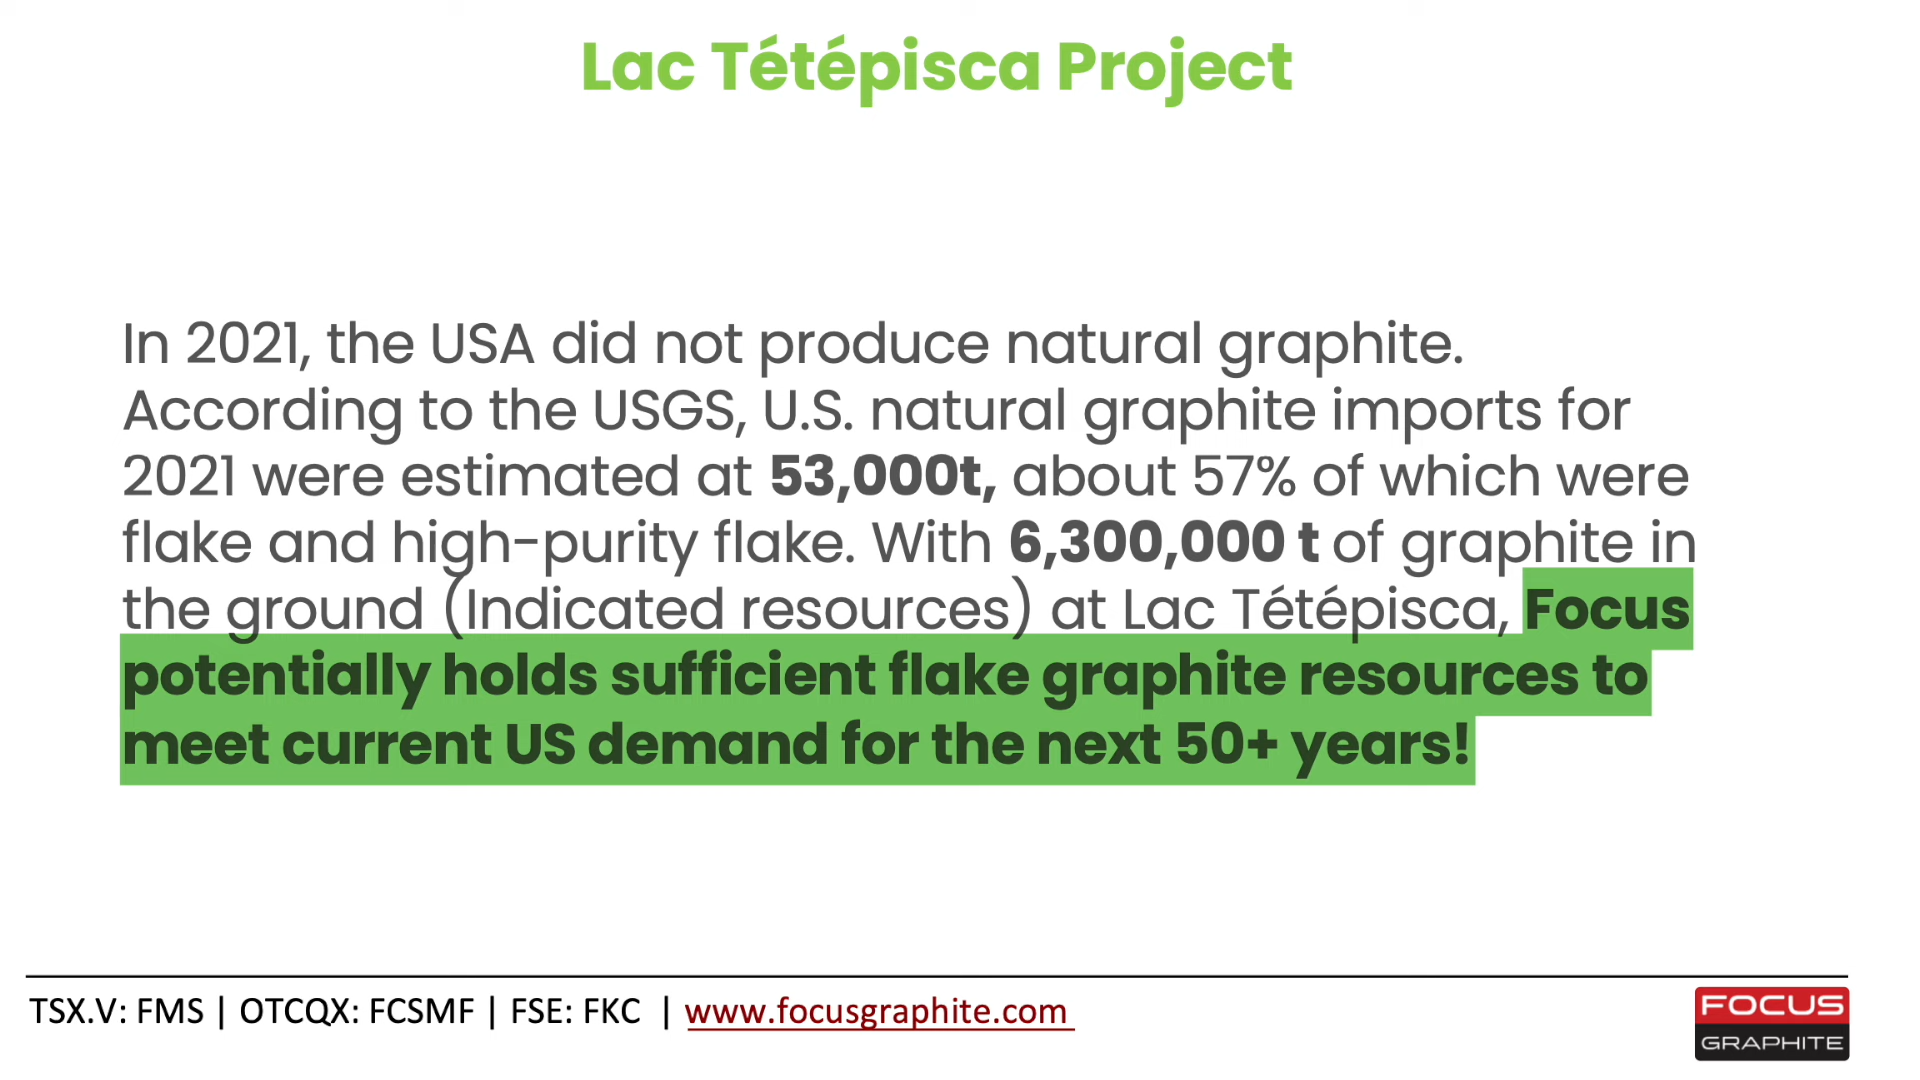 Lac Tétépisca Project
In 2021, the USA did not produce natural graphite.
According to the USGS, U.S. natural graphite imports for
2021 were estimated at 53,000t, about 57% of which were
flake and high-purity flake. With 6,300,000 t of graphite in
the ground (Indicated resources) at Lac Tétépisca, Focus
potentially holds sufficient flake graphite resources to
meet current US demand for the next 50+ years!
TSX.V: FMS | OTCQX: FCSMF | FSE: FKC | www.focusgraphite.com
FOCUS
GRAPHITE